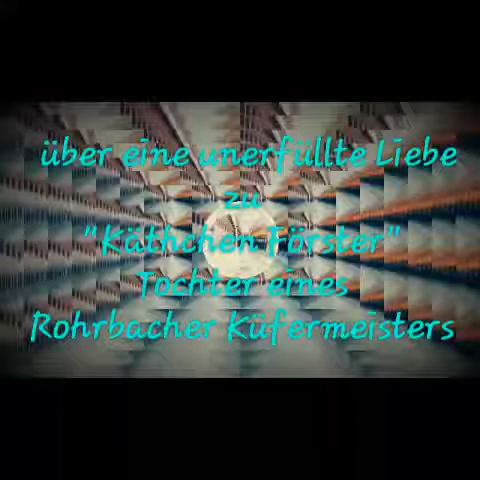 über eine unerfüllte Liebe
zu
"Käthchen Förster"
Tochter eines
Rohrbacher Küfermeisters